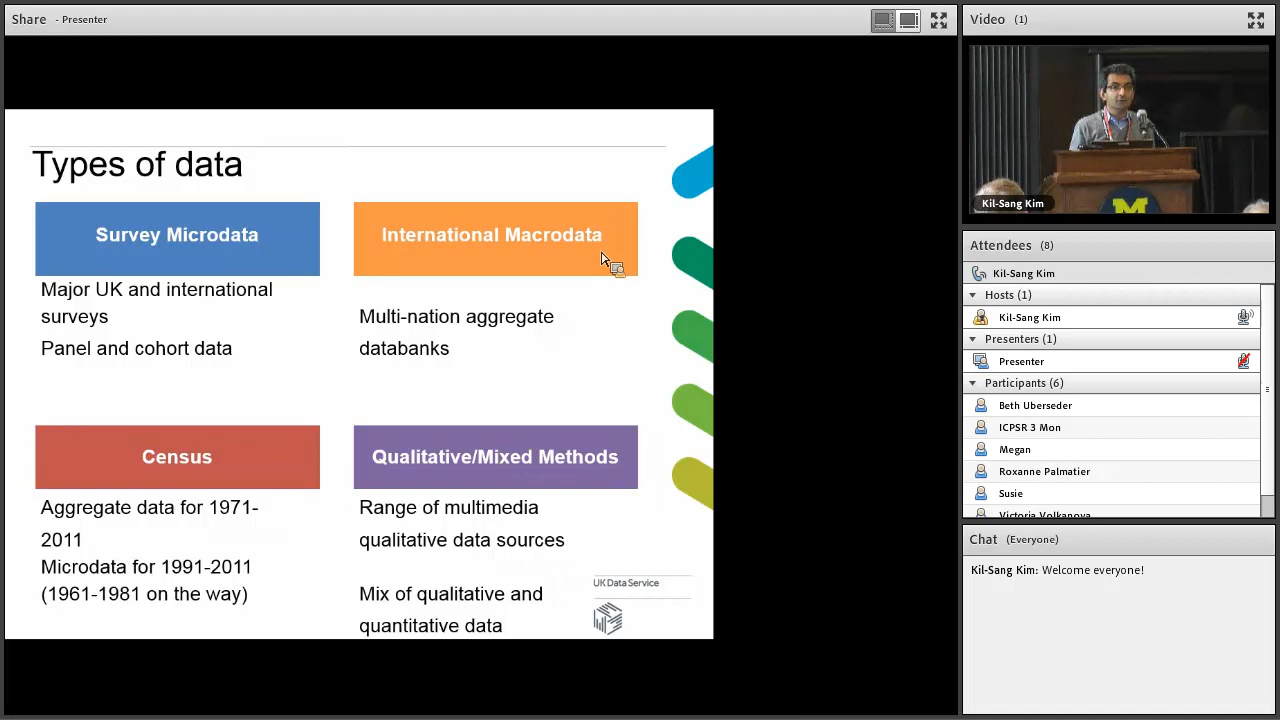 Share - Presenter
Types of data
Survey Microdata
Major UK and international
surveys
Panel and cohort data
International Macrodata
Multi-nation aggregate
databanks
Census
Aggregate data for 1971-
2011
Microdata for 1991-2011
(1961-1981 on the way)
Qualitative/Mixed Methods
Range of multimedia
qualitative data sources
Mix of qualitative and
quantitative data
UK Data Service
Video (1)
M
Kil-Sang Kim
Attendees (8)
Kil-Sang Kim
Hosts (1)
Kil-Sang Kim
Presenters (1)
Presenter
Participants (6)
Beth Uberseder
ICPSR 3 Mon
Megan
Roxanne Palmatier
Susie
Victoria Volkanova
Chat (Everyone)
Kil-Sang Kim: Welcome everyone!